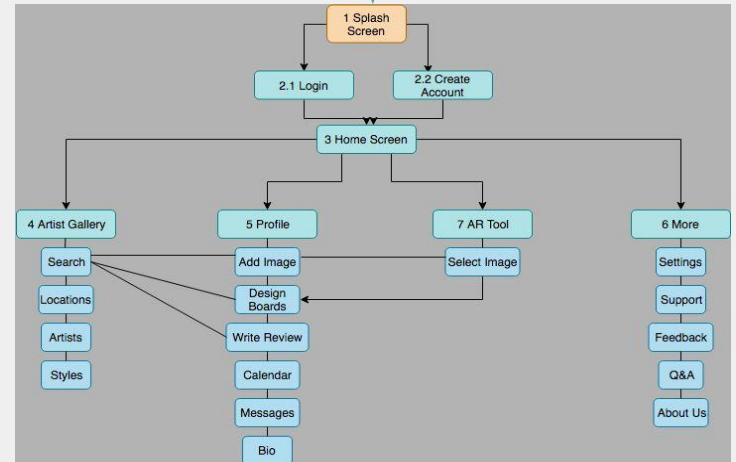 1 Splash
Screen
2.1 Login
2.2 Create
Account
3 Home Screen
4 Artist Gallery
5 Profile
7 AR Tool
6 More
Search
Add Image
Select Image
Settings
Locations
Design
Boards
Support
Artists
Write Review
Feedback
Styles
Calendar
Q&A
Messages
About Us
Bio